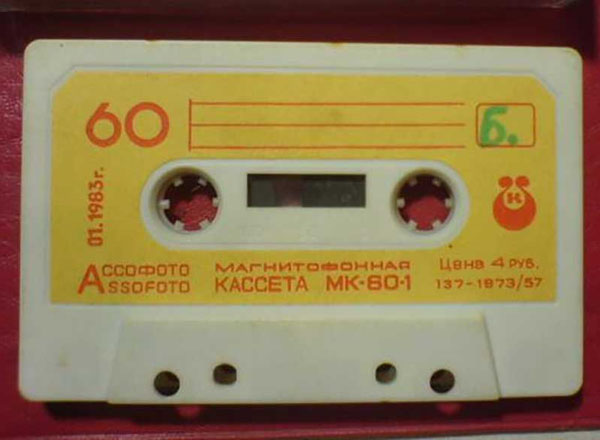 60
Б.
К
01.1983г.
АССОФОТО
ASSOFOTO
МАГНИТОФОННАЯ
КАССЕТА МК-60-1
Цена 4 РУБ.
137-1973/57